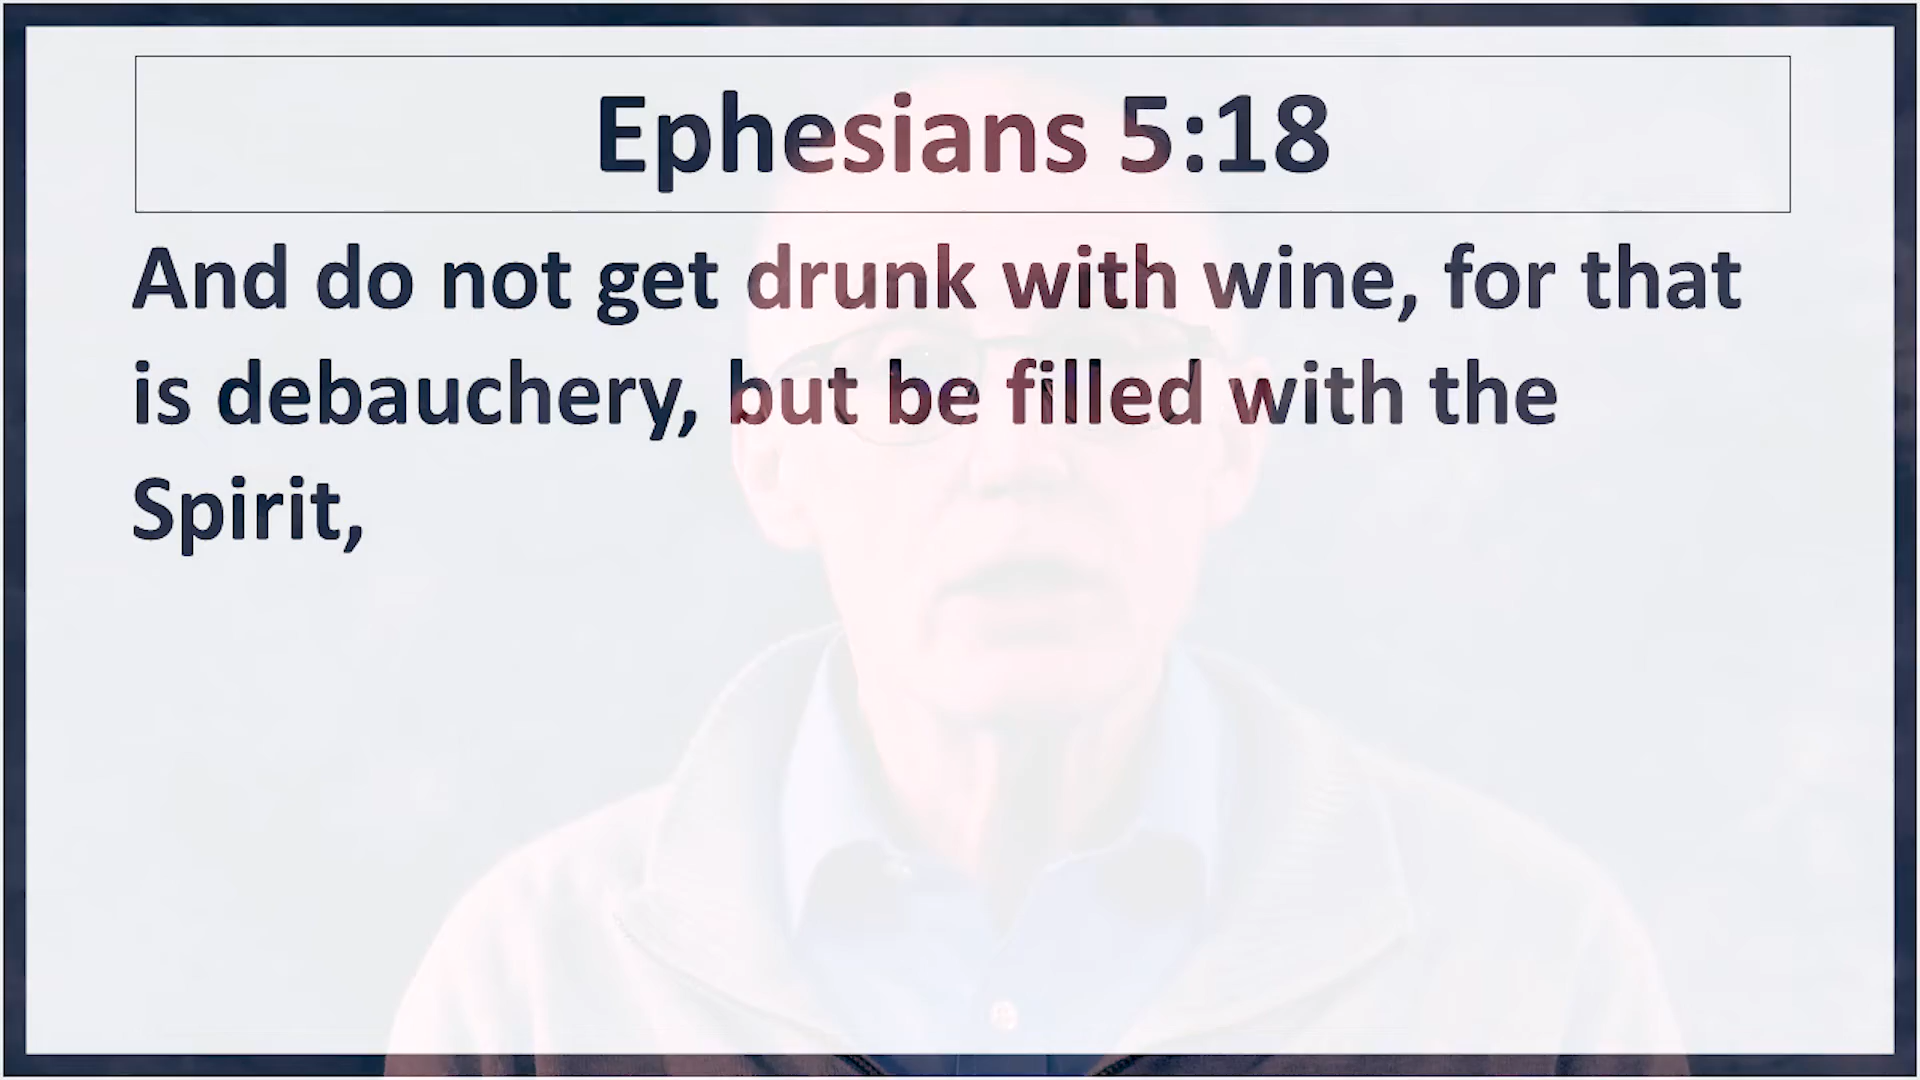 Ephesians 5:18
And do not get drunk with wine, for that
is debauchery, but be filled with the
Spirit,